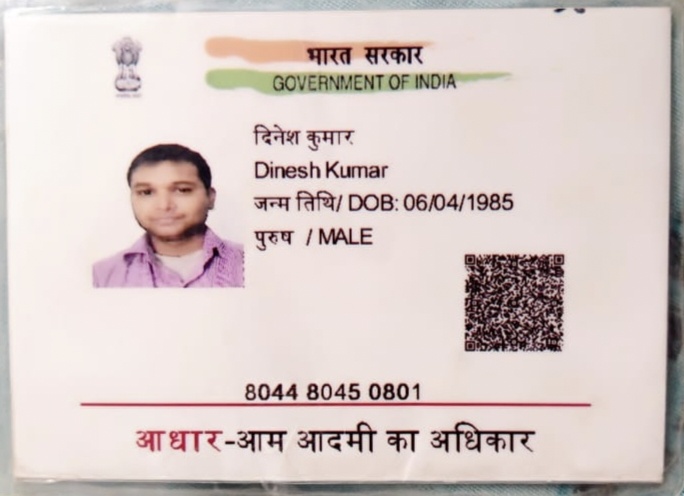 भारत सरकार
GOVERNMENT OF INDIA
दिनेश कुमार
Dinesh Kumar
जन्म तिथि/ DOB: 06/04/1985
पुरुष / MALE
8044 8045 0801
आधार-आम आदमी का अधिकार